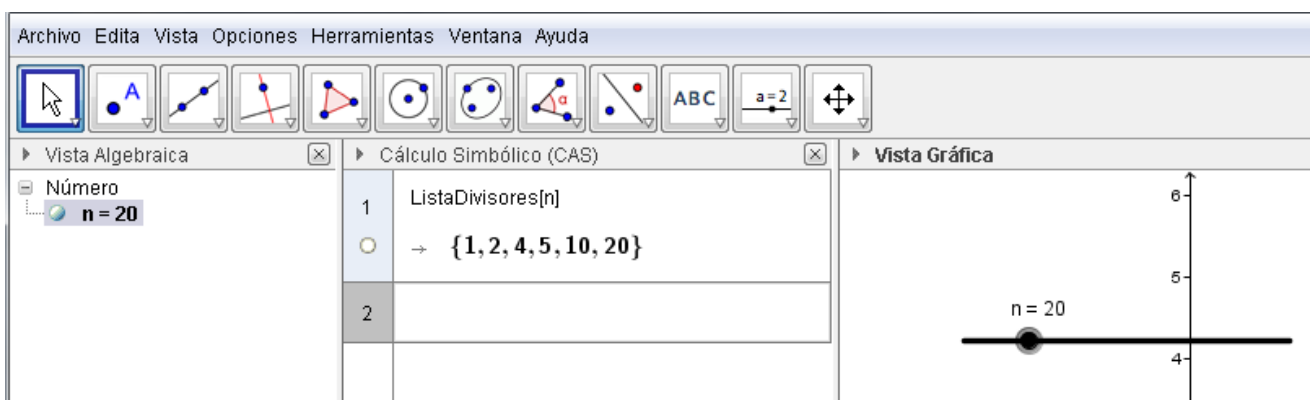 Archivo Edita Vista Opciones Herramientas Ventana Ayuda
A
α
ABC
a=2
Vista Algebraica
Número
n = 20
Cálculo Simbólico (CAS)
1
ListaDivisores[n]
→ {1, 2, 4, 5, 10, 20}
2
Vista Gráfica
6
5
n = 20
4